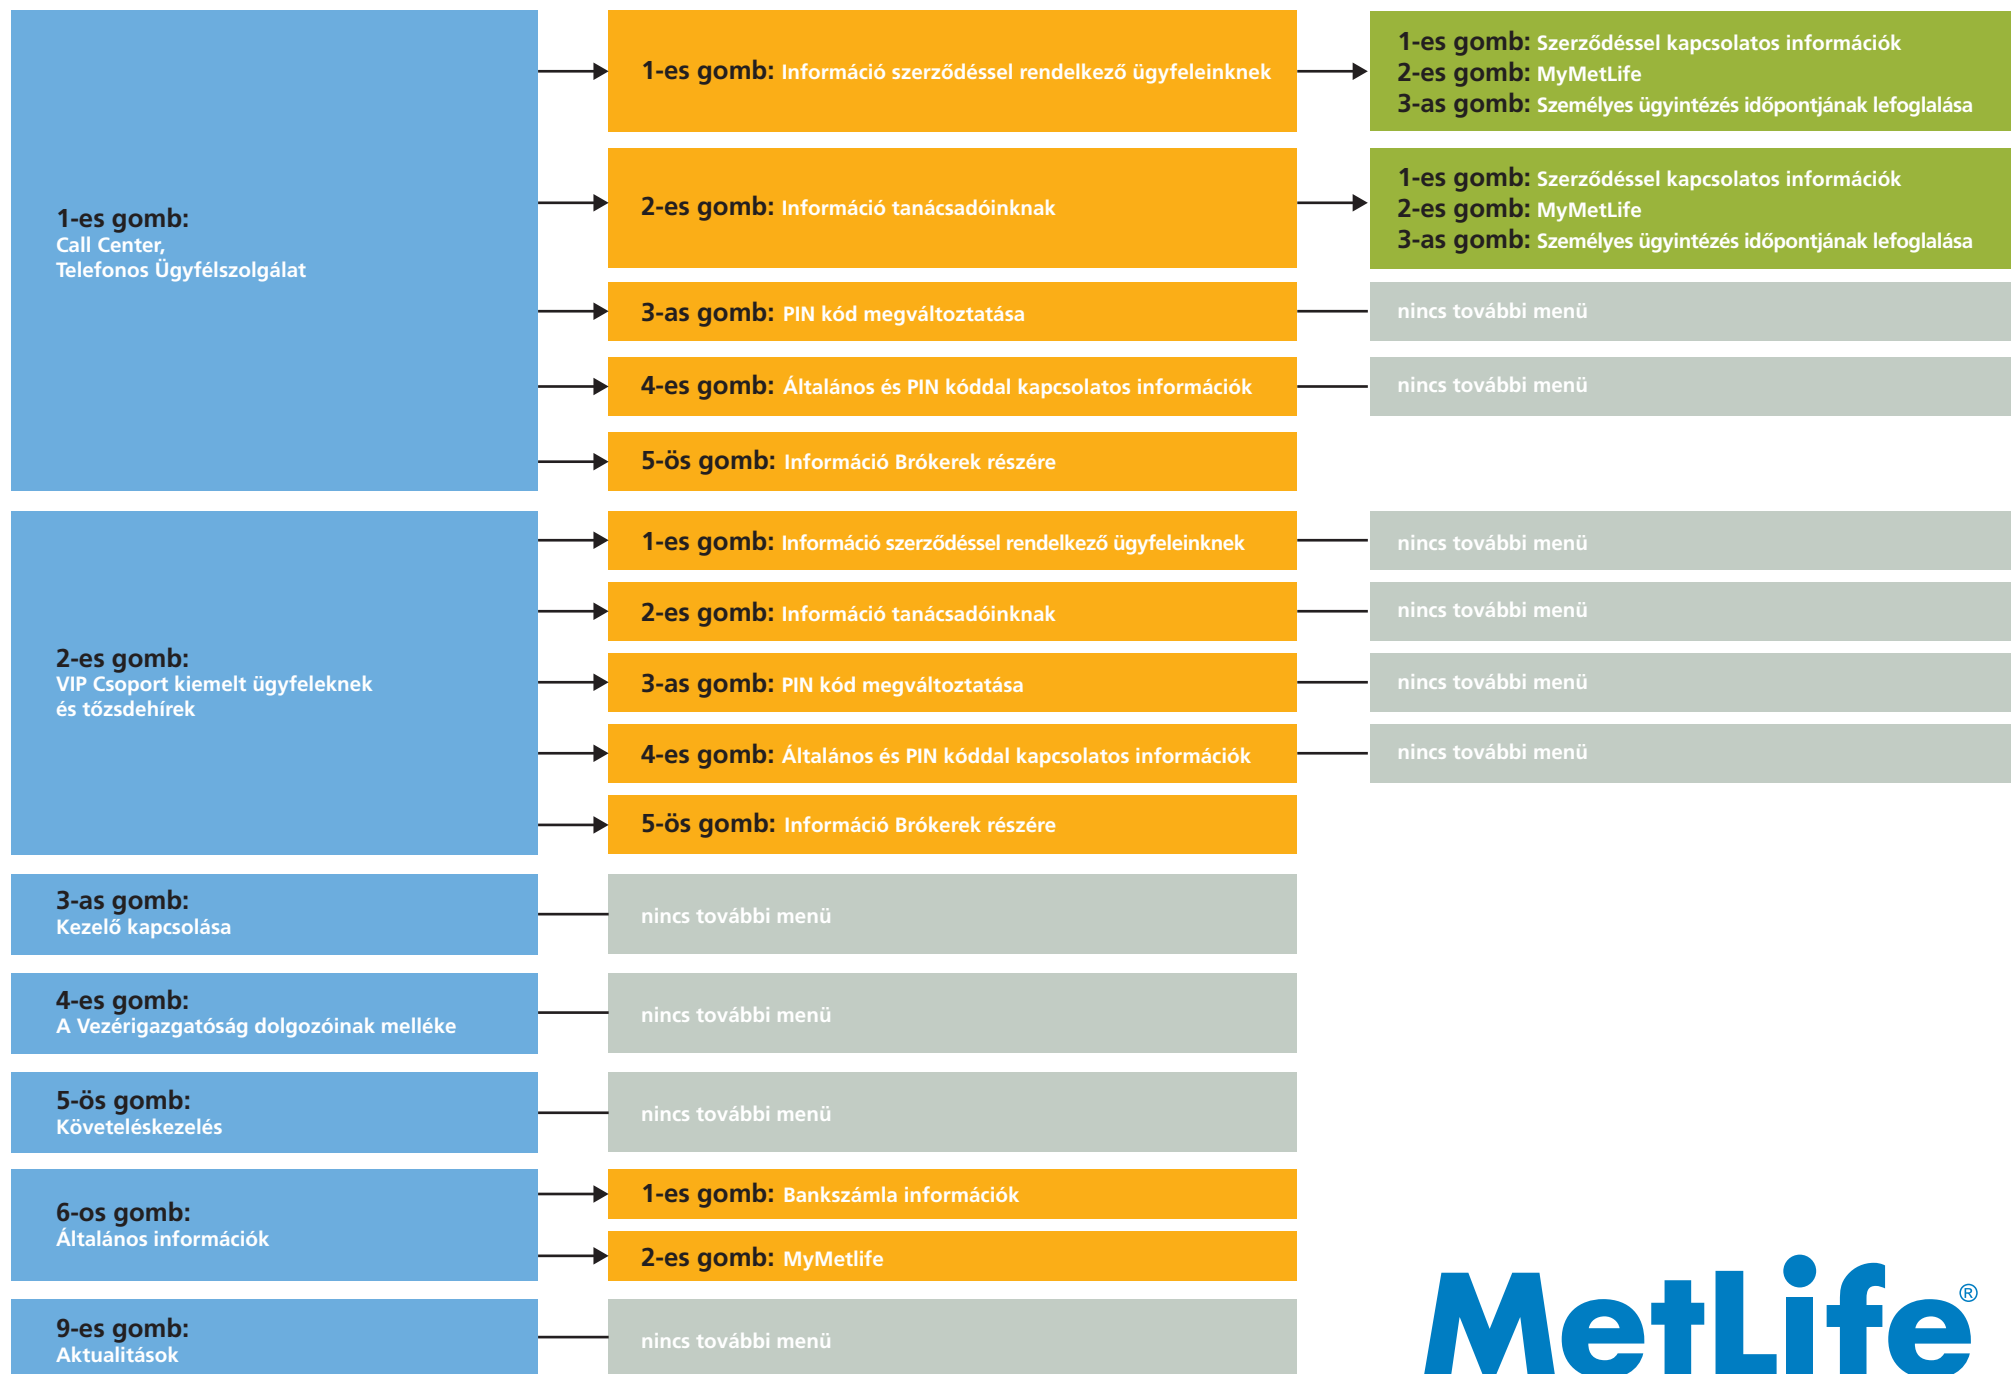 1-es gomb:
Call Center,
Telefonos Ügyfélszolgálat
1-es gomb: Információ szerződéssel rendelkező ügyfeleinknek
1-es gomb: Szerződéssel kapcsolatos információk
2-es gomb: MyMetLife
3-as gomb: Személyes ügyintézés időpontjának lefoglalása
2-es gomb: Információ tanácsadóinknak
1-es gomb: Szerződéssel kapcsolatos információk
2-es gomb: MyMetLife
3-as gomb: Személyes ügyintézés időpontjának lefoglalása
3-as gomb: PIN kód megváltoztatása
nincs további menü
4-es gomb: Általános és PIN kóddal kapcsolatos információk
nincs további menü
5-ös gomb: Információ Brókerek részére
2-es gomb:
VIP Csoport kiemelt ügyfeleknek
és tőzsdehírek
1-es gomb: Információ szerződéssel rendelkező ügyfeleinknek
nincs további menü
2-es gomb: Információ tanácsadóinknak
nincs további menü
3-as gomb: PIN kód megváltoztatása
nincs további menü
4-es gomb: Általános és PIN kóddal kapcsolatos információk
nincs további menü
5-ös gomb: Információ Brókerek részére
3-as gomb:
Kezelő kapcsolása
nincs további menü
4-es gomb:
A Vezérigazgatóság dolgozóinak melléke
nincs további menü
5-ös gomb:
Követeléskezelés
nincs további menü
6-os gomb:
Általános információk
1-es gomb: Bankszámla információk
2-es gomb: MyMetlife
9-es gomb:
Aktualitások
nincs további menü
MetLife®